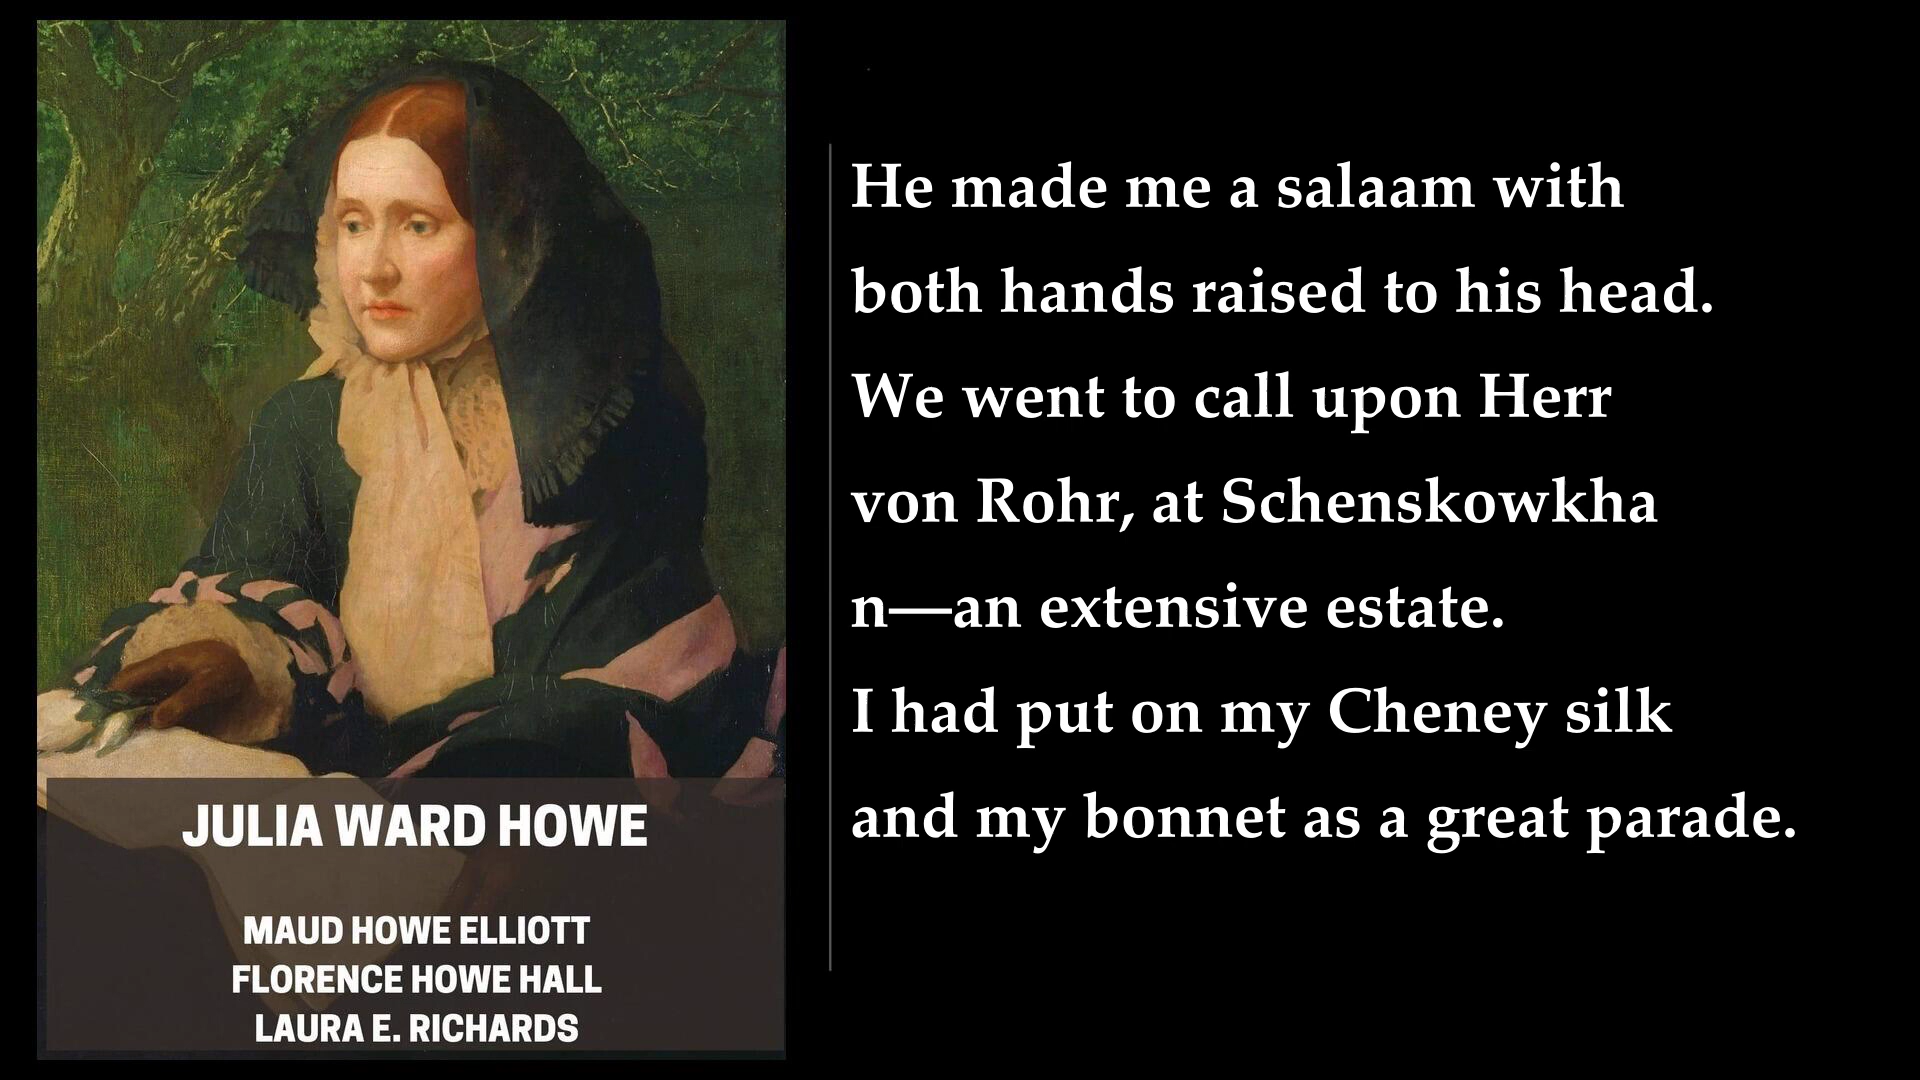 JULIA WARD HOWE
MAUD HOWE ELLIOTT
FLORENCE HOWE HALL
LAURA E. RICHARDS
He made me a salaam with
both hands raised to his head.
We went to call upon Herr
von Rohr, at Schenskowkha
n—an extensive estate.
I had put on my Cheney silk
and my bonnet as a great parade.